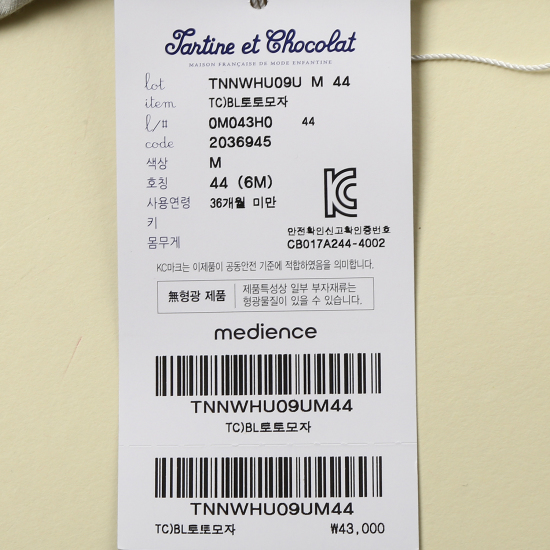 Tartine et Chocolat
MAISON FRANÇAISE DE MODE ENFANTINE
lot TNNWHU09U M 44
item TC)BL토토모자
l/# 0M043H0 44
code 2036945
색상 M
호칭 44 (6M)
사용연령 36개월 미만
키
몸무게
안전확인신고확인증번호
CB017A244-4002
KC마크는 이제품이 공동안전 기준에 적합하였음을 의미합니다.
無형광 제품 제품특성상 일부 부자재류는
형광물질이 있을 수 있습니다.
medience
TNNWHU09UM44
TC)BL토토모자
TNNWHU09UM44
TC)BL토토모자 ₩43,000